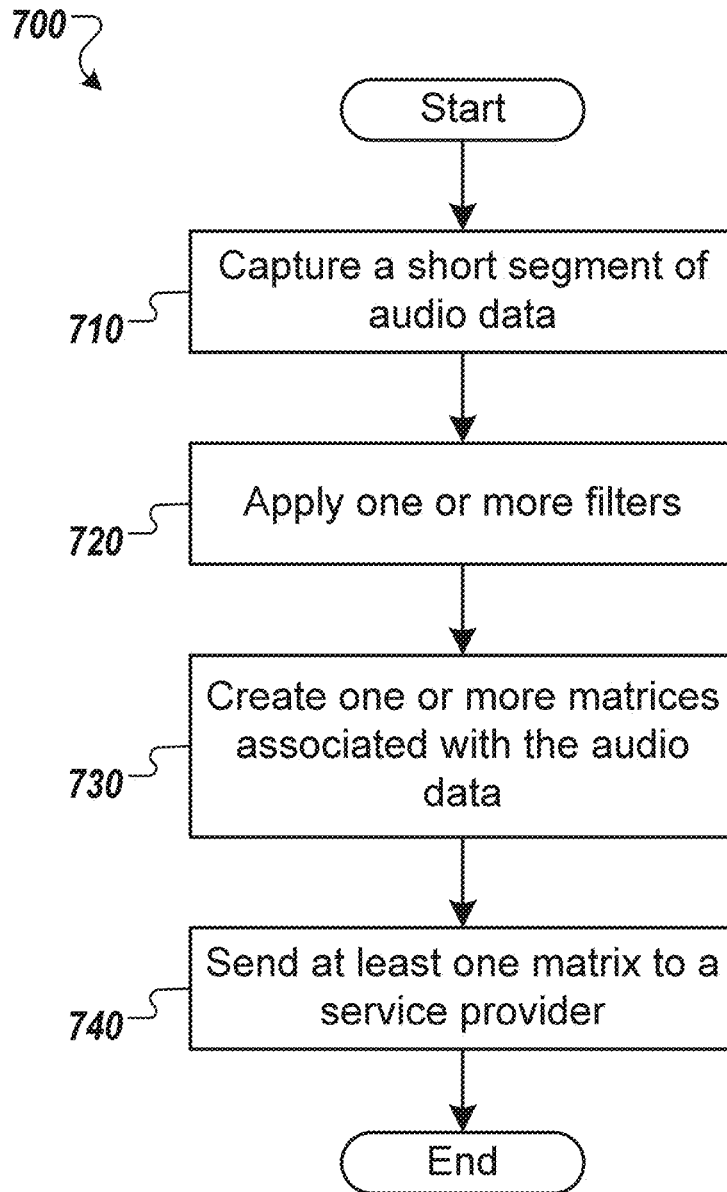 700
Start
Capture a short segment of
audio data
710
Apply one or more filters
720
Create one or more matrices
associated with the audio
data
730
Send at least one matrix to a
service provider
740
End